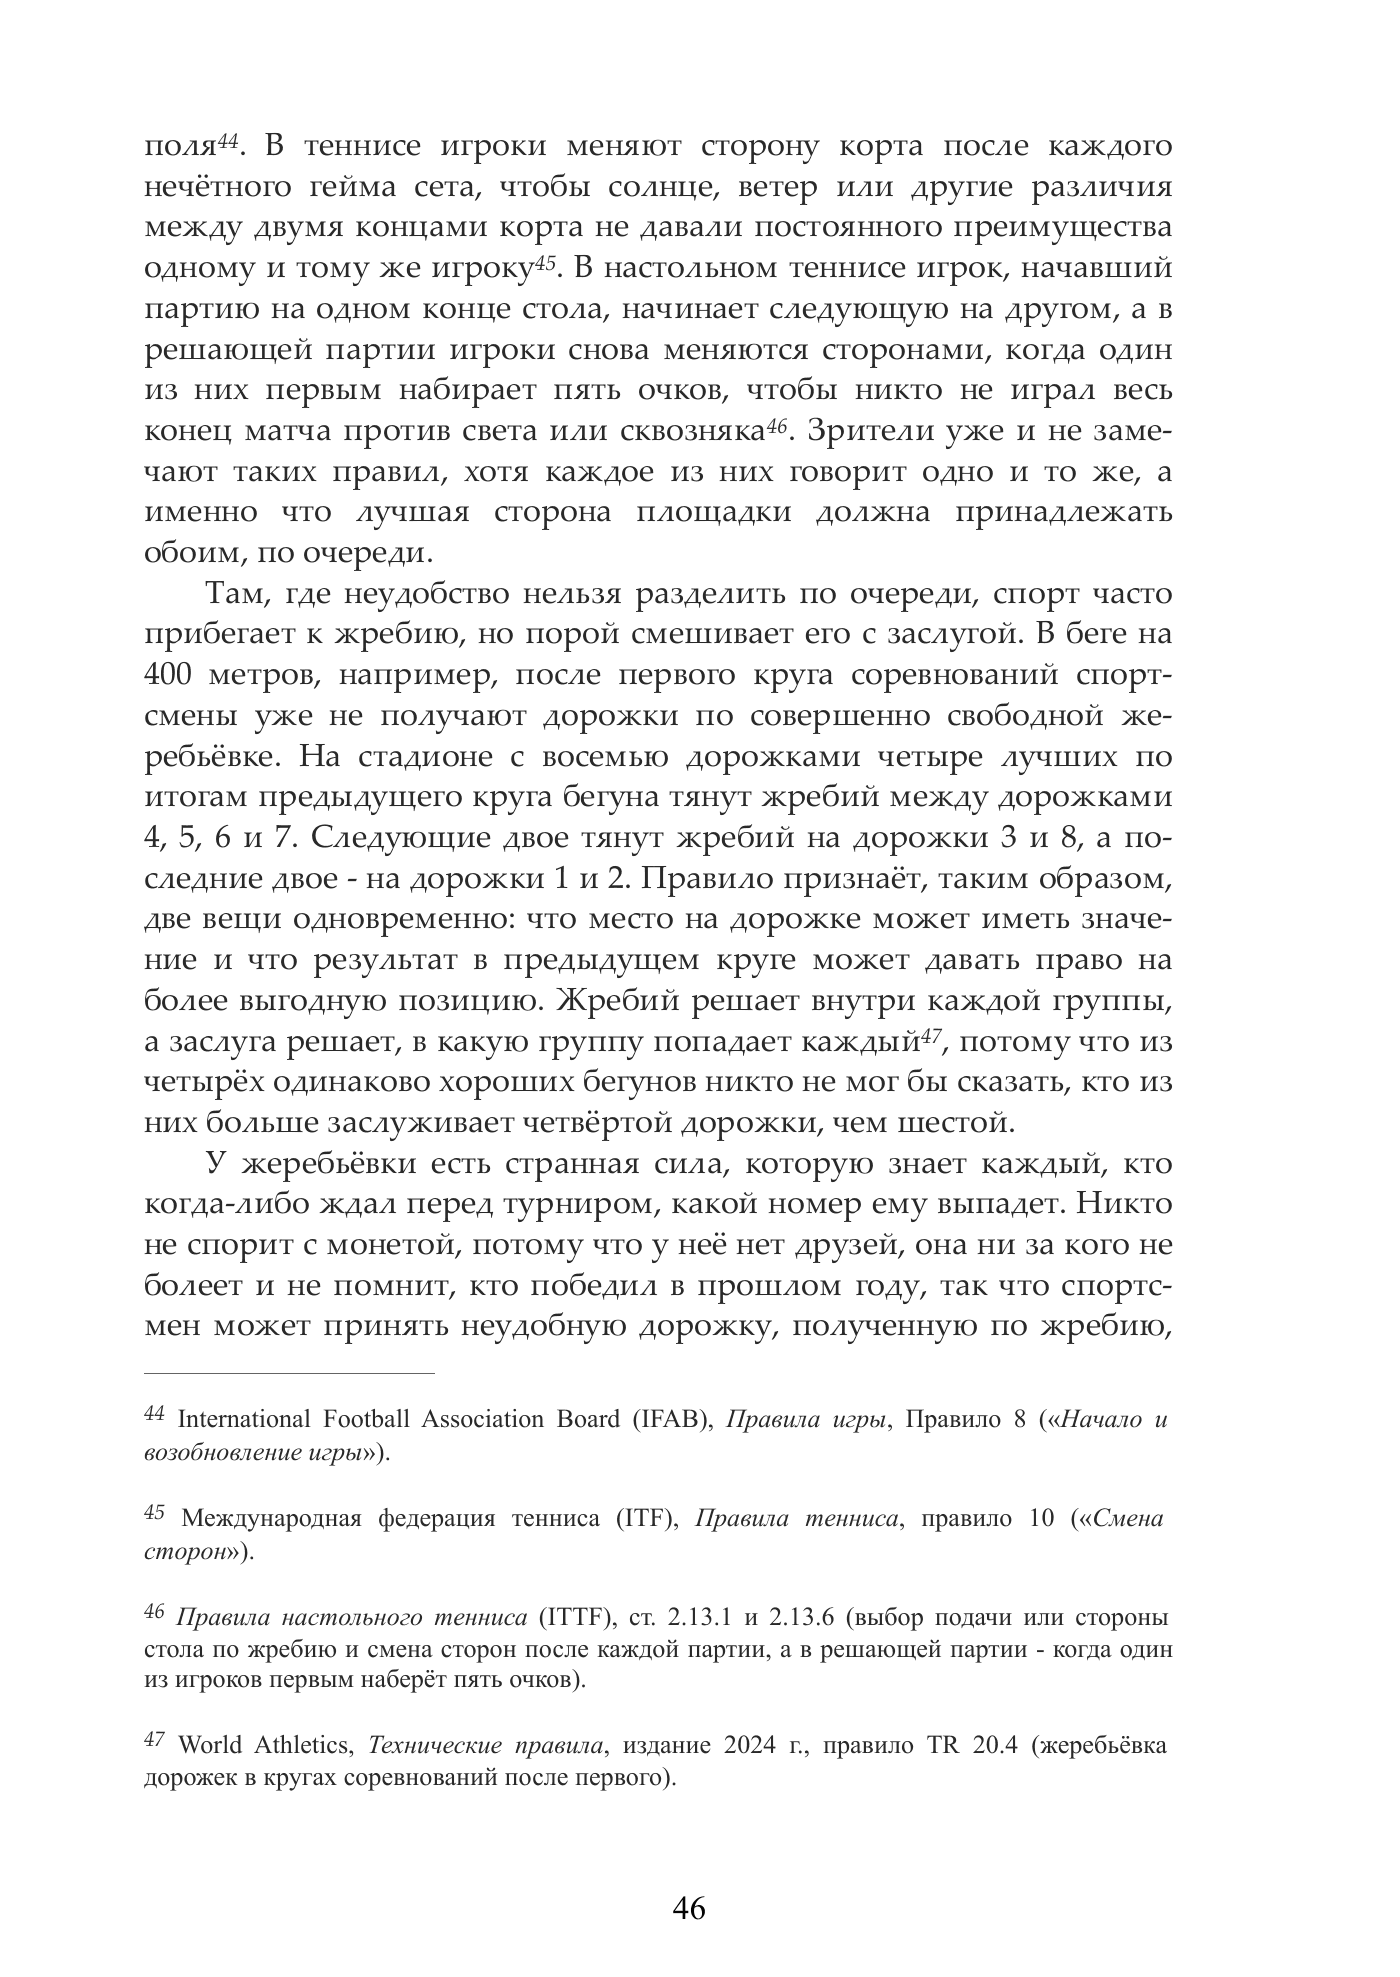 поля44. В теннисе игроки меняют сторону корта после каждого
нечётного гейма сета, чтобы солнце, ветер или другие различия
между двумя концами корта не давали постоянного преимущества
одному и тому же игроку45. В настольном теннисе игрок, начавший
партию на одном конце стола, начинает следующую на другом, а в
решающей партии игроки снова меняются сторонами, когда один
из них первым набирает пять очков, чтобы никто не играл весь
конец матча против света или сквозняка46. Зрители уже и не заме-
чают таких правил, хотя каждое из них говорит одно и то же, а
именно что лучшая сторона площадки должна принадлежать
обоим, по очереди.
Там, где неудобство нельзя разделить по очереди, спорт часто
прибегает к жребию, но порой смешивает его с заслугой. В беге на
400 метров, например, после первого круга соревнований спорт-
смены уже не получают дорожки по совершенно свободной же-
ребьёвке. На стадионе с восемью дорожками четыре лучших по
итогам предыдущего круга бегуна тянут жребий между дорожками
4, 5, 6 и 7. Следующие двое тянут жребий на дорожки 3 и 8, а по-
следние двое - на дорожки 1 и 2. Правило признаёт, таким образом,
две вещи одновременно: что место на дорожке может иметь значе-
ние и что результат в предыдущем круге может давать право на
более выгодную позицию. Жребий решает внутри каждой группы,
а заслуга решает, в какую группу попадает каждый47, потому что из
четырёх одинаково хороших бегунов никто не мог бы сказать, кто из
них больше заслуживает четвёртой дорожки, чем шестой.
У жеребьёвки есть странная сила, которую знает каждый, кто
когда-либо ждал перед турниром, какой номер ему выпадет. Никто
не спорит с монетой, потому что у неё нет друзей, она ни за кого не
болеет и не помнит, кто победил в прошлом году, так что спортс-
мен может принять неудобную дорожку, полученную по жребию,
44 International Football Association Board (IFAB), Правила игры, Правило 8 («Начало и
возобновление игры»).
45 Международная федерация тенниса (ITF), Правила тенниса, правило 10 («Смена
сторон»).
46 Правила настольного тенниса (ITTF), ст. 2.13.1 и 2.13.6 (выбор подачи или стороны
стола по жребию и смена сторон после каждой партии, а в решающей партии - когда один
из игроков первым наберёт пять очков).
47 World Athletics, Технические правила, издание 2024 г., правило TR 20.4 (жеребьёвка
дорожек в кругах соревнований после первого).
46